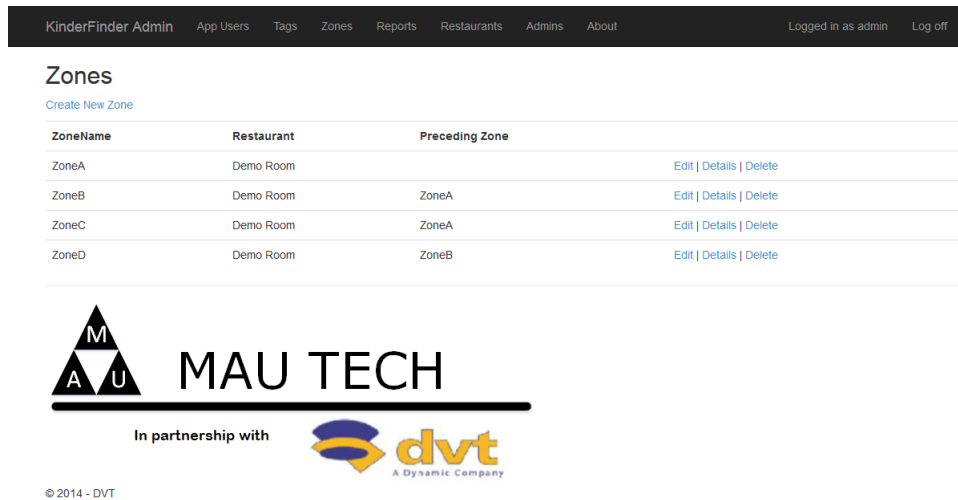 KinderFinder Admin App Users Tags Zones Reports Restaurants Admins About Logged in as admin Log off
Zones
Create New Zone
ZoneName Restaurant Preceding Zone
ZoneA Demo Room Edit | Details | Delete
ZoneB Demo Room ZoneA Edit | Details | Delete
ZoneC Demo Room ZoneA Edit | Details | Delete
ZoneD Demo Room ZoneB Edit | Details | Delete
M
A U
MAU TECH
In partnership with
dvt
A Dynamic Company
© 2014 - DVT